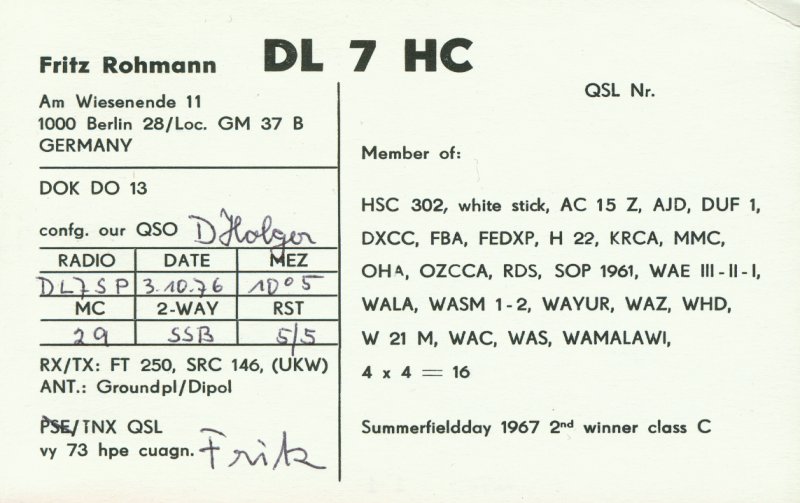 DL 7 HC
Fritz Rohmann
Am Wiesenende 11
1000 Berlin 28/Loc. GM 37 B
GERMANY
DOK DO 13
confg. our QSO D Holger
RADIO DATE MEZ
DL7SP 3.10.76 10⁰⁵
MC 2-WAY RST
29 SSB 5/5
RX/TX: FT 250, SRC 146, (UKW)
ANT.: Groundpl/Dipol
PSE/TNX QSL
vy 73 hpe cuagn. Fritz
QSL Nr.
Member of:
HSC 302, white stick, AC 15 Z, AJD, DUF 1,
DXCC, FBA, FEDXP, H 22, KRCA, MMC,
OHA, OZCCA, RDS, SOP 1961, WAE III-II-I,
WALA, WASM 1-2, WAYUR, WAZ, WHD,
W 21 M, WAC, WAS, WAMALAWI,
4 x 4 = 16
Summerfieldday 1967 2nd winner class C